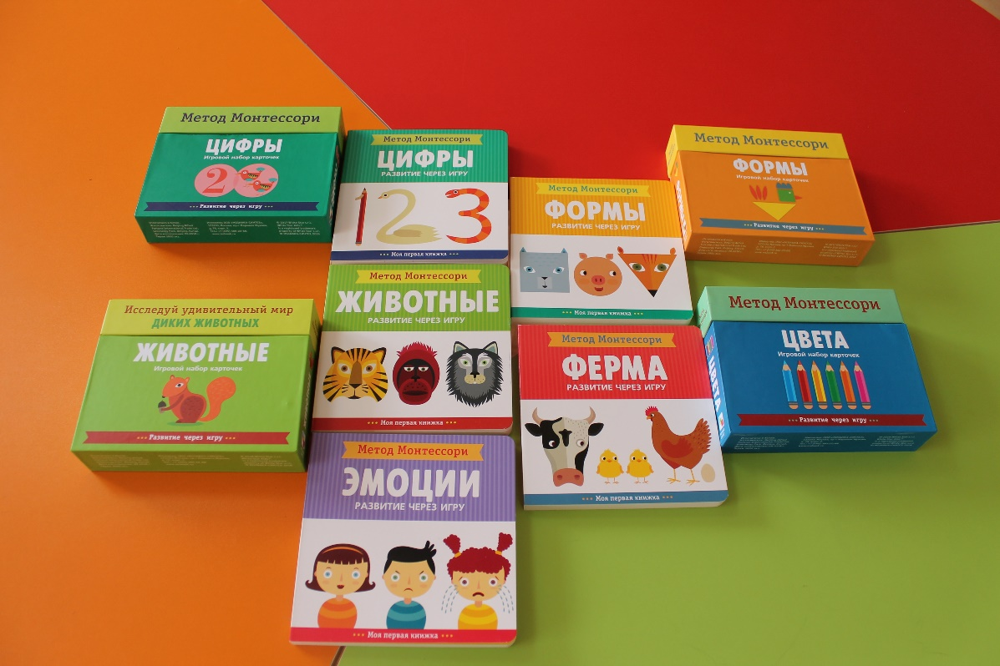 Метод Монтессори
ЦИФРЫ
Игровой набор карточек
2
Развитие через игру
Метод Монтессори
ЦИФРЫ
РАЗВИТИЕ ЧЕРЕЗ ИГРУ
1 2 3
Моя первая книжка
Метод Монтессори
ФОРМЫ
РАЗВИТИЕ ЧЕРЕЗ ИГРУ
Моя первая книжка
Метод Монтессори
ФОРМЫ
Игровой набор карточек
Развитие через игру
Исследуй удивительный мир
ДИКИХ ЖИВОТНЫХ
ЖИВОТНЫЕ
Игровой набор карточек
Развитие через игру
Метод Монтессори
ЖИВОТНЫЕ
РАЗВИТИЕ ЧЕРЕЗ ИГРУ
Моя первая книжка
Метод Монтессори
ФЕРМА
РАЗВИТИЕ ЧЕРЕЗ ИГРУ
Моя первая книжка
Метод Монтессори
ЦВЕТА
Игровой набор карточек
Развитие через игру
ЦВЕТА
Метод Монтессори
ЭМОЦИИ
РАЗВИТИЕ ЧЕРЕЗ ИГРУ
Моя первая книжка